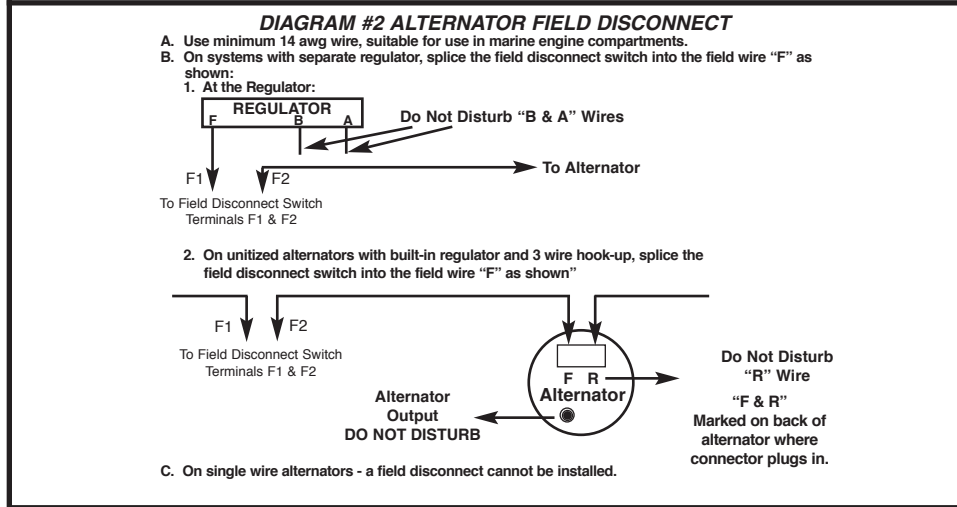 DIAGRAM #2 ALTERNATOR FIELD DISCONNECT
A. Use minimum 14 awg wire, suitable for use in marine engine compartments.
B. On systems with separate regulator, splice the field disconnect switch into the field wire “F” as
shown:
1. At the Regulator:
REGULATOR
F B A
Do Not Disturb “B & A” Wires
To Alternator
F1 F2
To Field Disconnect Switch
Terminals F1 & F2
2. On unitized alternators with built-in regulator and 3 wire hook-up, splice the
field disconnect switch into the field wire “F” as shown”
F1 F2
To Field Disconnect Switch
Terminals F1 & F2
F R
Alternator
Alternator
Output
DO NOT DISTURB
Do Not Disturb
“R” Wire
“F & R”
Marked on back of
alternator where
connector plugs in.
C. On single wire alternators - a field disconnect cannot be installed.